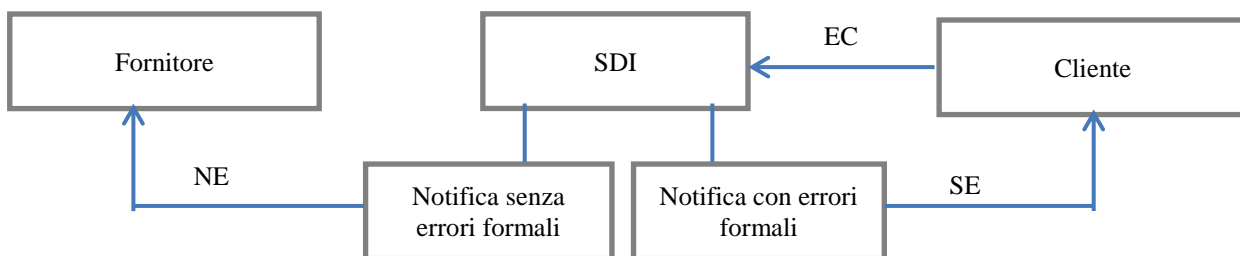 Fornitore
SDI
EC
Cliente
NE
Notifica senza
errori formali
Notifica con errori
formali
SE